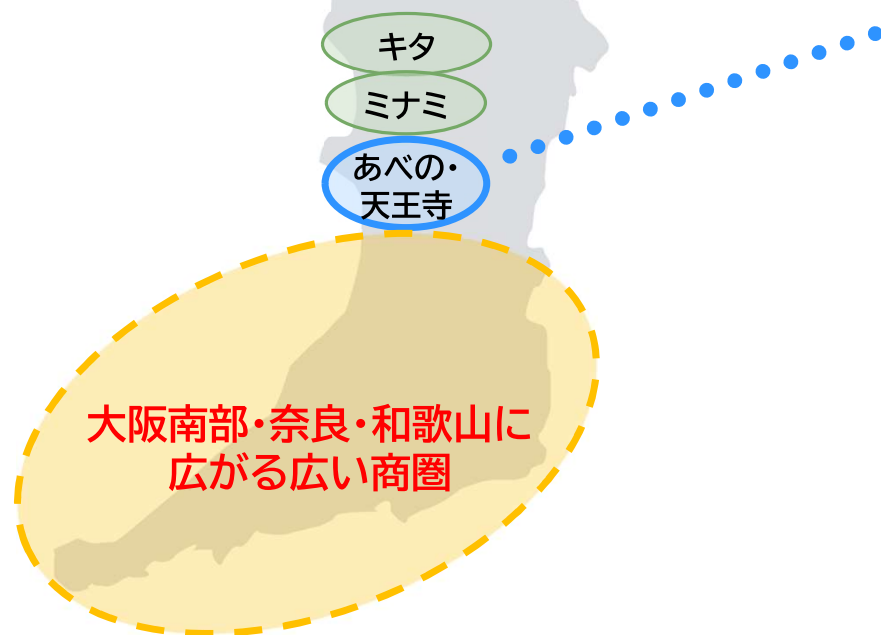 キタ
ミナミ
あべの・
天王寺
大阪南部・奈良・和歌山に
広がる広い商圏